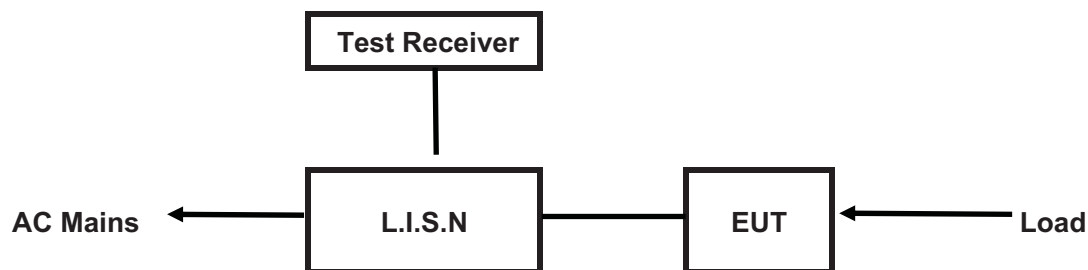 Test Receiver
AC Mains
L.I.S.N
EUT
Load